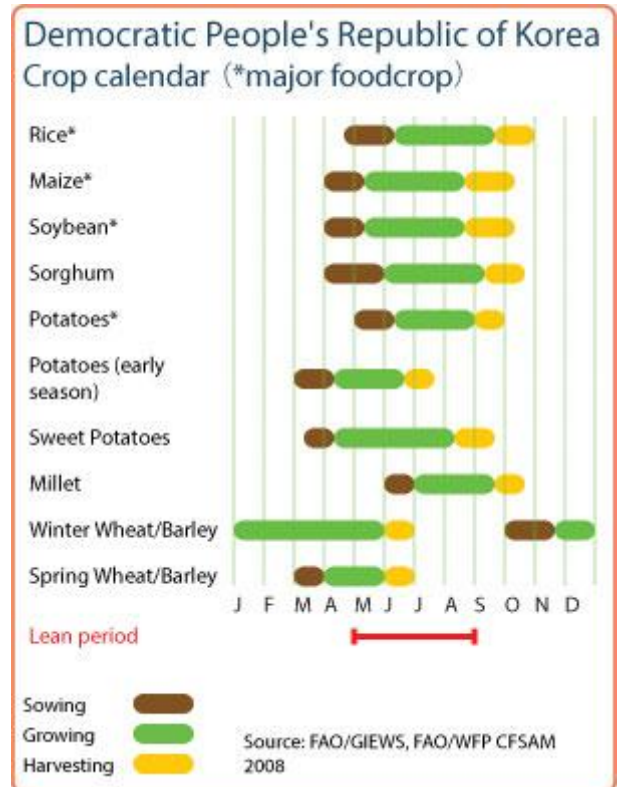 Democratic People's Republic of Korea
Crop calendar (*major foodcrop)
Rice*
Maize*
Soybean*
Sorghum
Potatoes*
Potatoes (early
season)
Sweet Potatoes
Millet
Winter Wheat/Barley
Spring Wheat/Barley
J F M A M J J A S O N D
Lean period
Sowing
Growing
Harvesting
Source: FAO/GIEWS, FAO/WFP CFSAM
2008